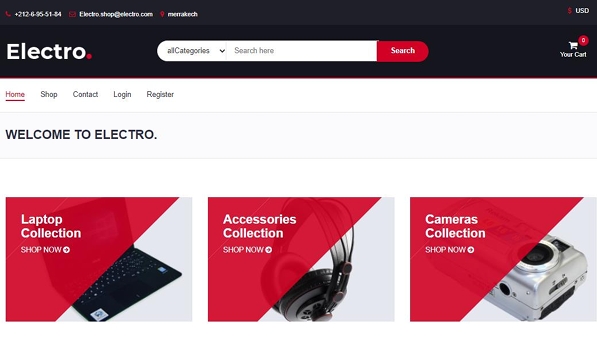 +212-6-95-51-84 Electro.shop@electro.com merrakech $ USD
Electro. allCategories Search here Search 0
Your Cart
Home Shop Contact Login Register
WELCOME TO ELECTRO.
Laptop
Collection
SHOP NOW
Accessories
Collection
SHOP NOW
Cameras
Collection
SHOP NOW